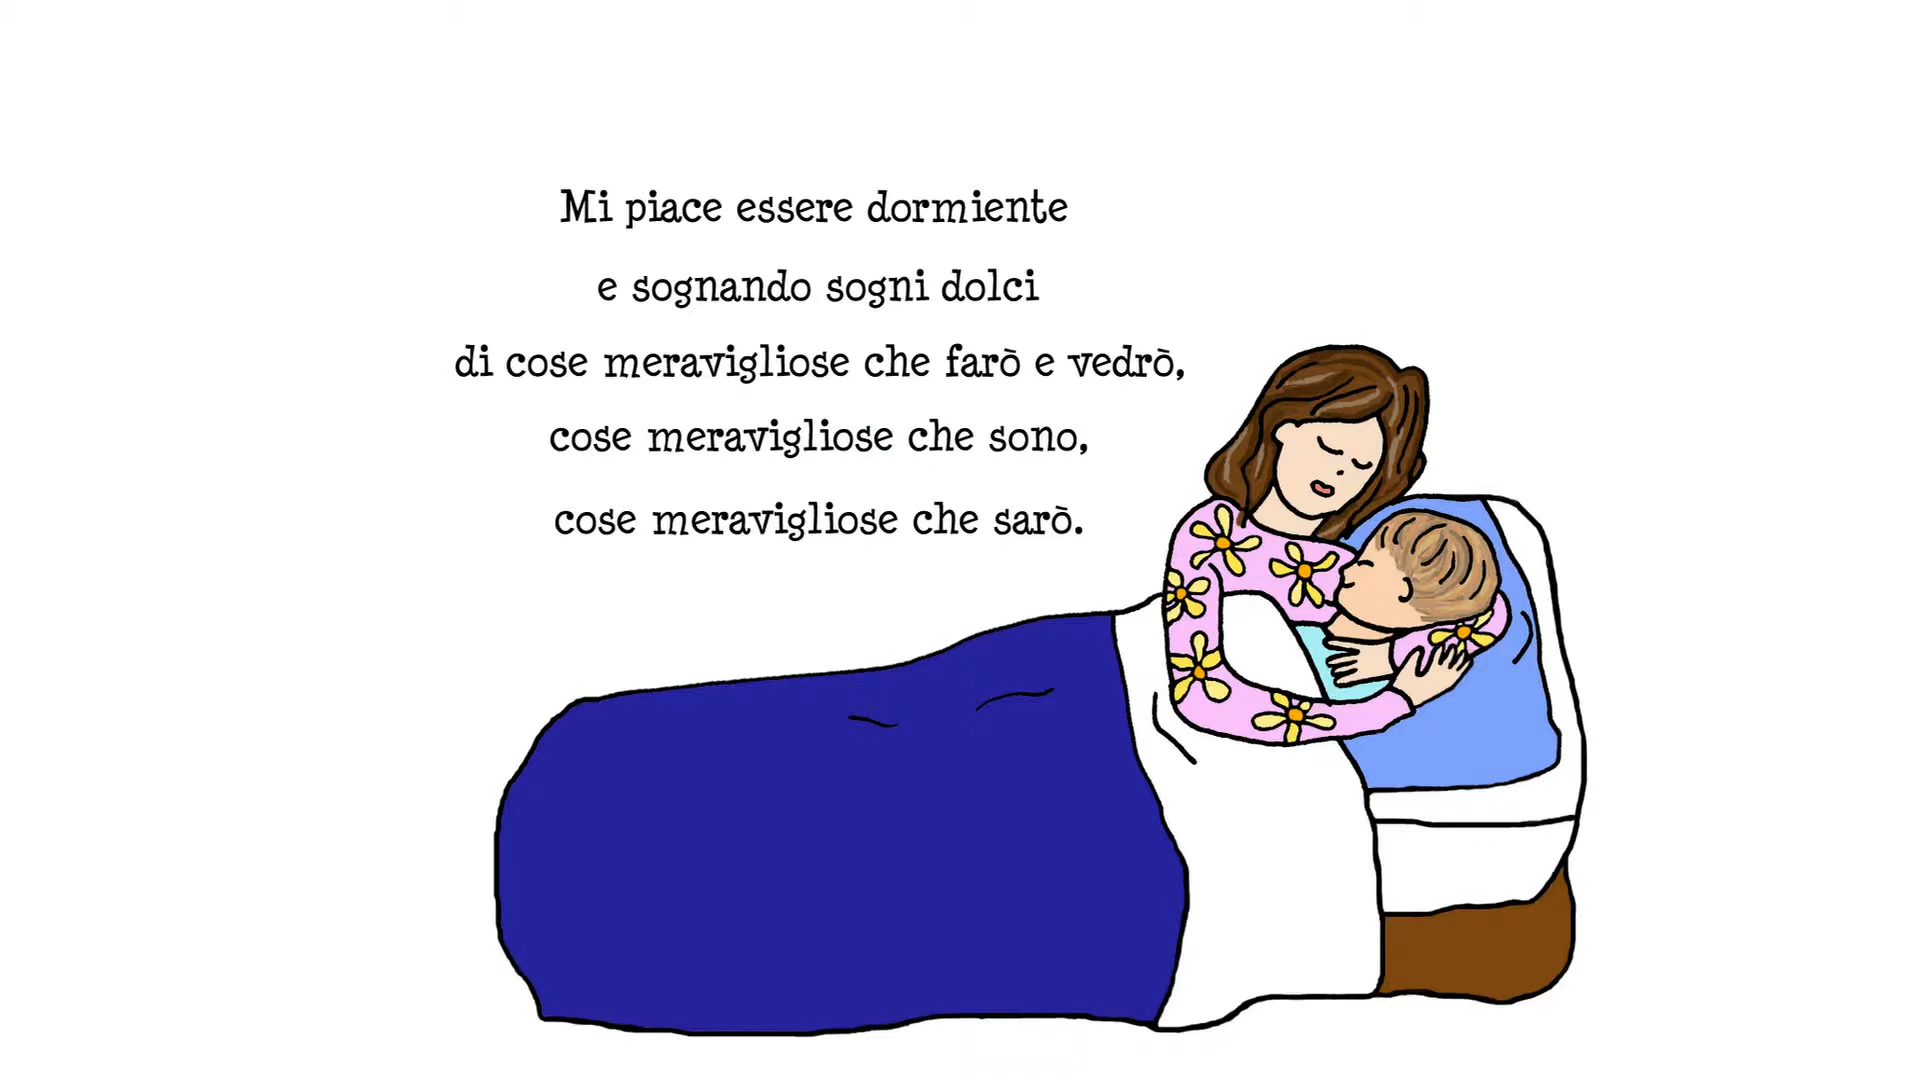 Mi piace essere dormiente
e sognando sogni dolci
di cose meravigliose che farò e vedrò,
cose meravigliose che sono,
cose meravigliose che sarò.